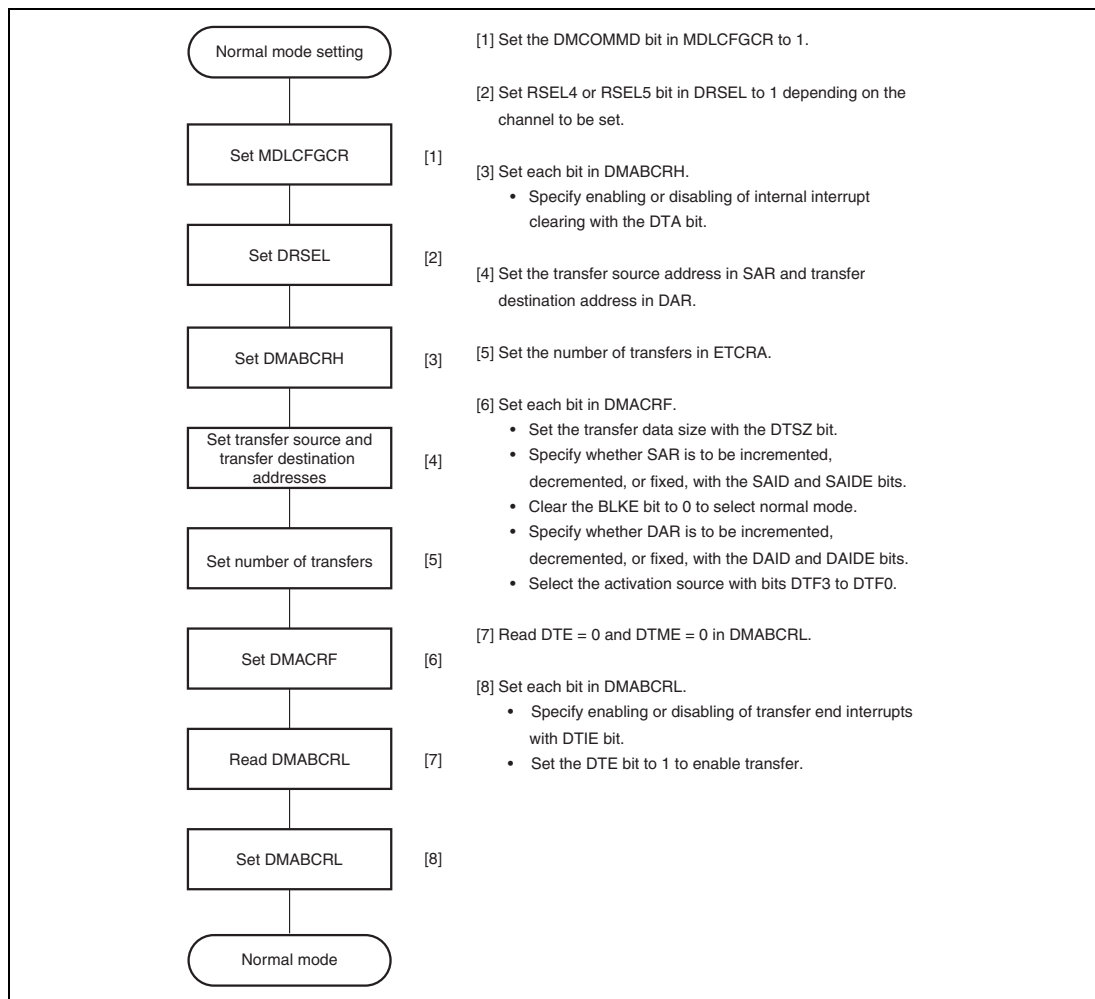 Normal mode setting
Set MDLCFGCR
[1]
Set DRSEL
[2]
Set DMABCRH
[3]
Set transfer source and
transfer destination
addresses
[4]
Set number of transfers
[5]
Set DMACRF
[6]
Read DMABCRL
[7]
Set DMABCRL
[8]
Normal mode
[1] Set the DMCOMMD bit in MDLCFGCR to 1.
[2] Set RSEL4 or RSEL5 bit in DRSEL to 1 depending on the
channel to be set.
[3] Set each bit in DMABCRH.
• Specify enabling or disabling of internal interrupt
clearing with the DTA bit.
[4] Set the transfer source address in SAR and transfer
destination address in DAR.
[5] Set the number of transfers in ETCRA.
[6] Set each bit in DMACRF.
• Set the transfer data size with the DTSZ bit.
• Specify whether SAR is to be incremented,
decremented, or fixed, with the SAID and SAIDE bits.
• Clear the BLKE bit to 0 to select normal mode.
• Specify whether DAR is to be incremented,
decremented, or fixed, with the DAID and DAIDE bits.
• Select the activation source with bits DTF3 to DTF0.
[7] Read DTE = 0 and DTME = 0 in DMABCRL.
[8] Set each bit in DMABCRL.
• Specify enabling or disabling of transfer end interrupts
with DTIE bit.
• Set the DTE bit to 1 to enable transfer.